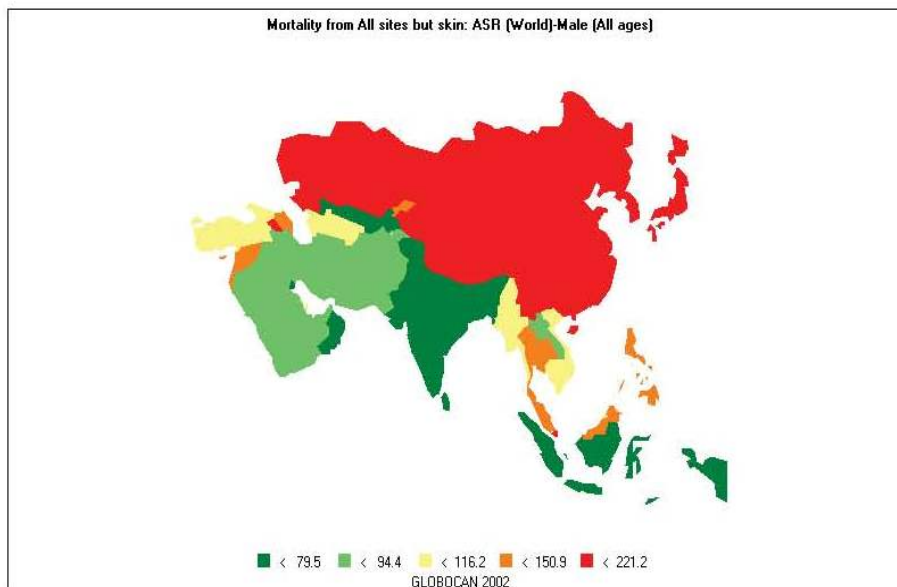 Mortality from All sites but skin: ASR (World)-Male (All ages)
< 79.5 < 94.4 < 116.2 < 150.9 < 221.2
GLOBOCAN 2002